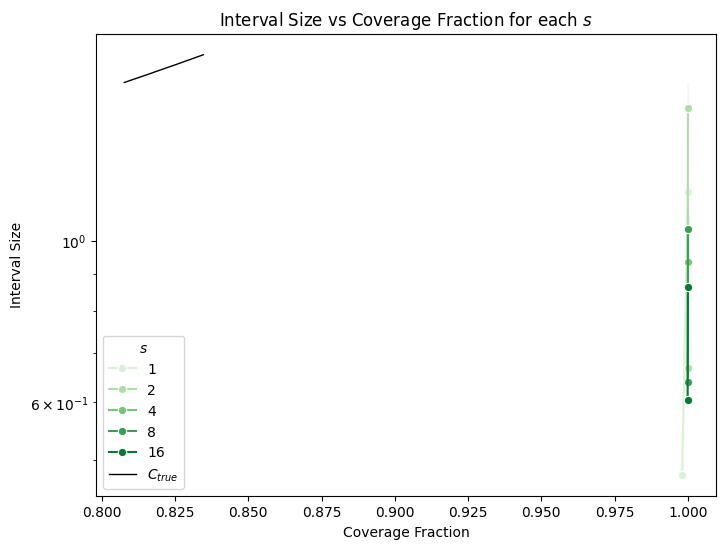 Interval Size vs Coverage Fraction for each s
Interval Size
10⁰
6 × 10⁻¹
s
1
2
4
8
16
C_true
0.800 0.825 0.850 0.875 0.900 0.925 0.950 0.975 1.000
Coverage Fraction